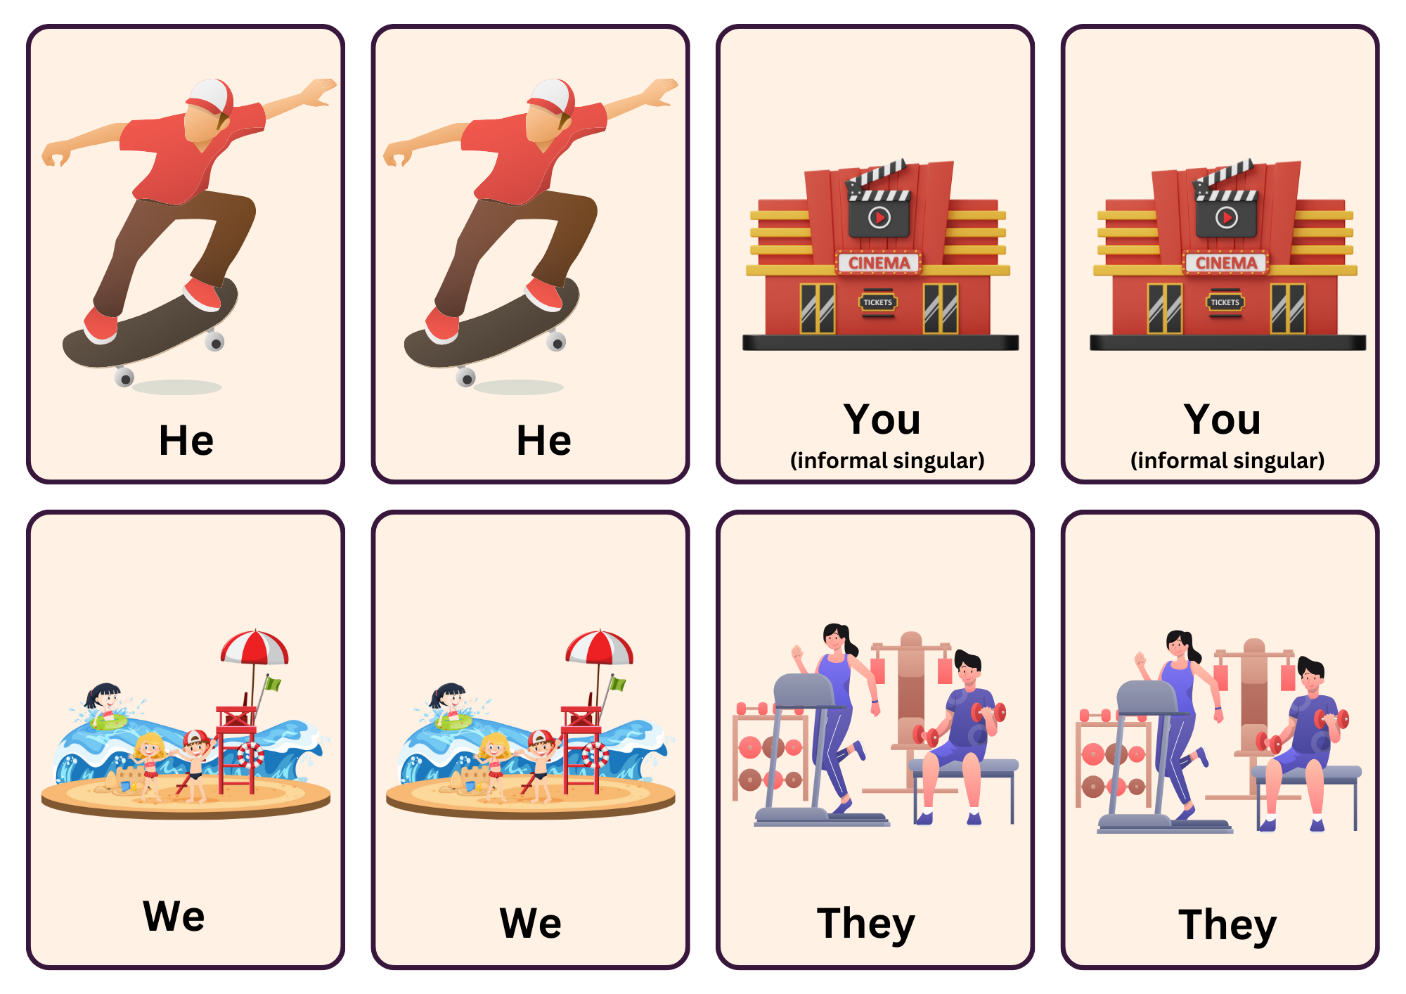 CINEMA
TICKETS
CINEMA
TICKETS
He
He
You
(informal singular)
You
(informal singular)
We
We
They
They